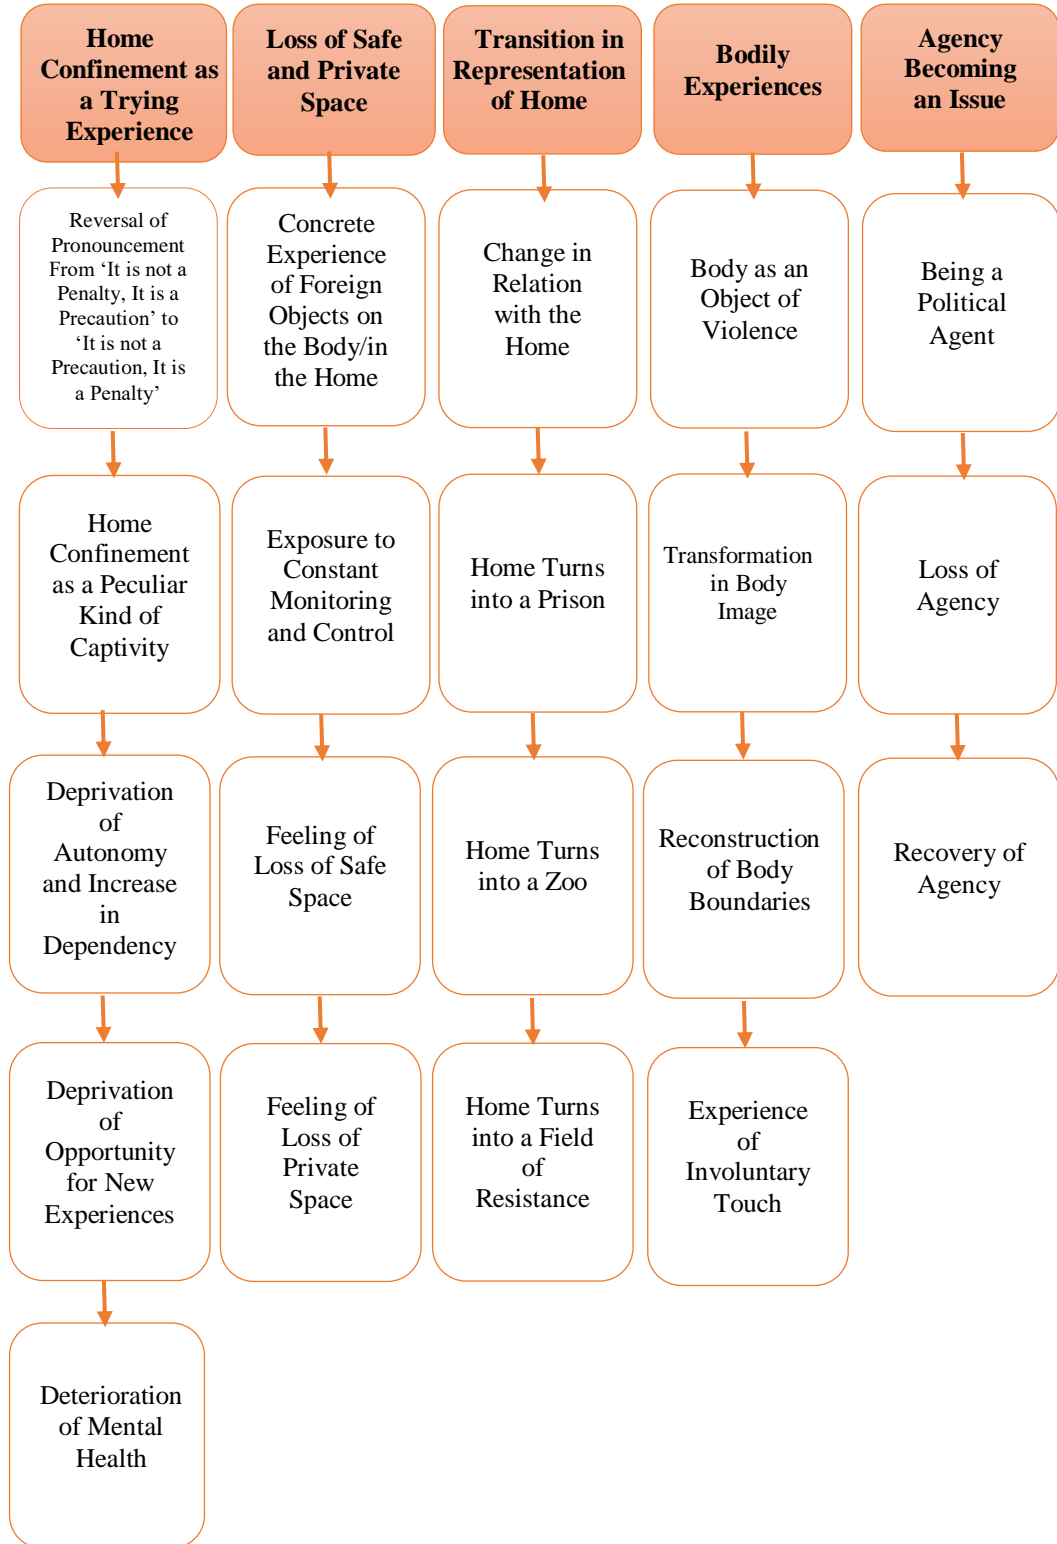 Home
Confinement as
a Trying
Experience
Loss of Safe
and Private
Space
Transition in
Representation
of Home
Bodily
Experiences
Agency
Becoming
an Issue
Reversal of
Pronouncement
From ‘It is not a
Penalty, It is a
Precaution’ to
‘It is not a
Precaution, It is
a Penalty’
Concrete
Experience
of Foreign
Objects on
the Body/in
the Home
Change in
Relation
with the
Home
Body as an
Object of
Violence
Being a
Political
Agent
Home
Confinement
as a Peculiar
Kind of
Captivity
Exposure to
Constant
Monitoring
and Control
Home Turns
into a Prison
Transformation
in Body
Image
Loss of
Agency
Deprivation
of
Autonomy
and Increase
in
Dependency
Feeling of
Loss of Safe
Space
Home Turns
into a Zoo
Reconstruction
of Body
Boundaries
Recovery of
Agency
Deprivation
of
Opportunity
for New
Experiences
Feeling of
Loss of
Private
Space
Home Turns
into a Field
of
Resistance
Experience
of
Involuntary
Touch
Deterioration
of Mental
Health